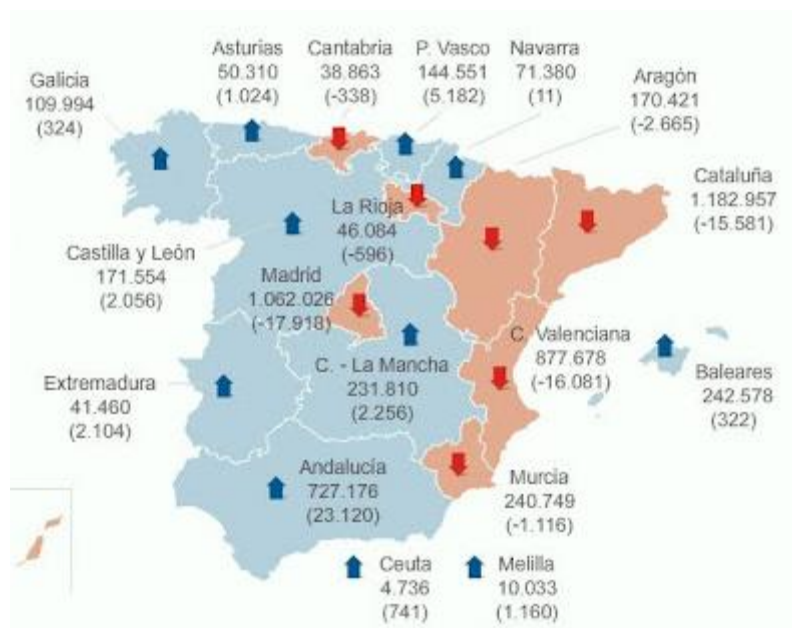 Asturias
50.310
(1.024)
Cantabria
38.863
(-338)
P. Vasco
144.551
(5.182)
Navarra
71.380
(11)
Galicia
109.994
(324)
Aragón
170.421
(-2.665)
Cataluña
1.182.957
(-15.581)
La Rioja
46.084
(-596)
Castilla y León
171.554
(2.056)
Madrid
1.062.026
(-17.918)
C. Valenciana
877.678
(-16.081)
C. - La Mancha
231.810
(2.256)
Baleares
242.578
(322)
Extremadura
41.460
(2.104)
Andalucía
727.176
(23.120)
Murcia
240.749
(-1.116)
Ceuta
4.736
(741)
Melilla
10.033
(1.160)